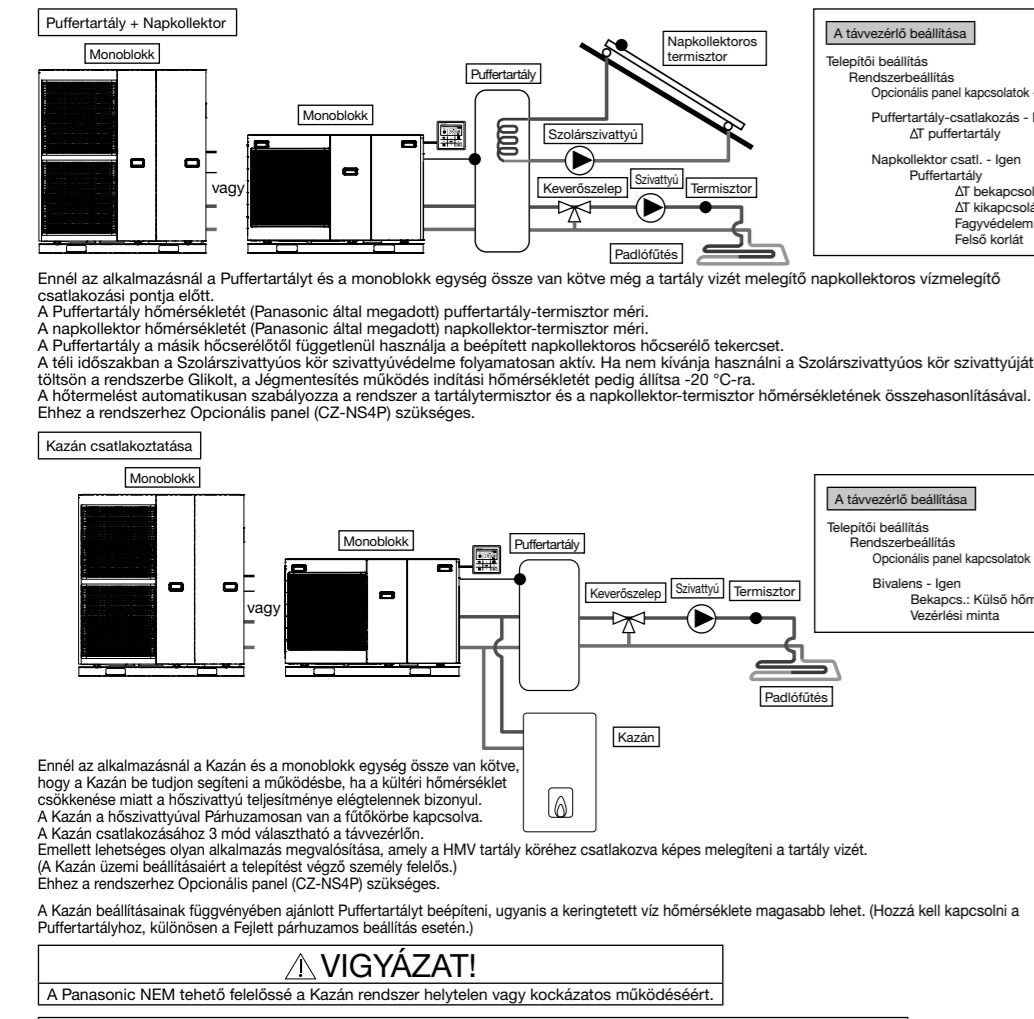 Puffertartály + Napkollektor
Monoblokk
vagy
Monoblokk
Puffertartály
Napkollektoros
termisztor
Szolárszivattyú
Keverőszelep
Szivattyú
Termisztor
Padlófűtés
A távvezérlő beállítása
Telepítői beállítás
Rendszerbeállítás
Opcionális panel kapcsolatok -
Puffertartály-csatlakozás -
ΔT puffertartály
Napkollektor csatl. - Igen
Puffertartály
ΔT
ΔT
Fagyvédelem
Felső korlát
Ennél az alkalmazásnál a Puffertartályt és a monoblokk egység össze van kötve még a tartály vizét melegítő napkollektoros vízmelegítő
csatlakozási pontja előtt.
A Puffertartály hőmérsékletét (Panasonic által megadott) puffertartály-termisztor méri.
A napkollektor hőmérsékletét (Panasonic által megadott) napkollektor-termisztor méri.
A Puffertartály a másik hőcserélőtől függetlenül használja a beépített napkollektoros hőcserélő tekercset.
A téli időszakban a Szolárszivattyúos kör szivattyúvédelme folyamatosan aktív. Ha nem kívánja használni a Szolárszivattyúos kör szivattyúját
töltsön a rendszerbe Glikolt, a Jégmentesítés működés indítási hőmérsékletét pedig állítsa -20 °C-ra.
A hőtermelést automatikusan szabályozza a rendszer a tartálytermisztor és a napkollektor-termisztor hőmérsékletének összehasonlításával.
Ehhez a rendszerhez Opcionális panel (CZ-NS4P) szükséges.
Kazán csatlakoztatása
Monoblokk
vagy
Monoblokk
Puffertartály
Keverőszelep
Szivattyú
Termisztor
Padlófűtés
Kazán
A távvezérlő beállítása
Telepítői beállítás
Rendszerbeállítás
Opcionális panel kapcsolatok
Bivalens - Igen
Bekapcs.: Külső
Vezérlési minta
Ennél az alkalmazásnál a Kazán és a monoblokk egység össze van kötve,
hogy a Kazán be tudjon segíteni a működésbe, ha a kültéri hőmérséklet
csökkenése miatt a hőszivattyú teljesítménye elégtelennek bizonyul.
A Kazán a hőszivattyúval Párhuzamosan van a fűtőkörbe kapcsolva.
A Kazán csatlakozásához 3 mód választható a távvezérlőn.
Emellett lehetséges olyan alkalmazás megvalósítása, amely a HMV tartály köréhez csatlakozva képes melegíteni a tartály vizét.
(A Kazán üzemi beállításaiért a telepítést végző személy felelős.)
Ehhez a rendszerhez Opcionális panel (CZ-NS4P) szükséges.
A Kazán beállításainak függvényében ajánlott Puffertartályt beépíteni, ugyanis a keringtetett víz hőmérséklete magasabb lehet. (Hozzá kell kapcsolni a
Puffertartályhoz, különösen a Fejlett párhuzamos beállítás esetén.)
⚠ VIGYÁZAT!
A Panasonic NEM tehető felelőssé a Kazán rendszer helytelen vagy kockázatos működéséért.